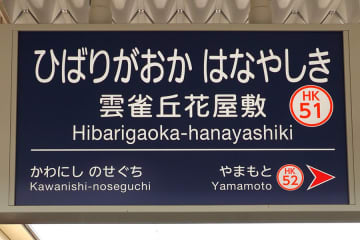 ひばりがおか はなやしき
雲雀丘花屋敷
HK
51
Hibarigaoka-hanayashiki
かわにし のせぐち
Kawanishi-noseguchi
やまもと
Yamamoto
HK
52